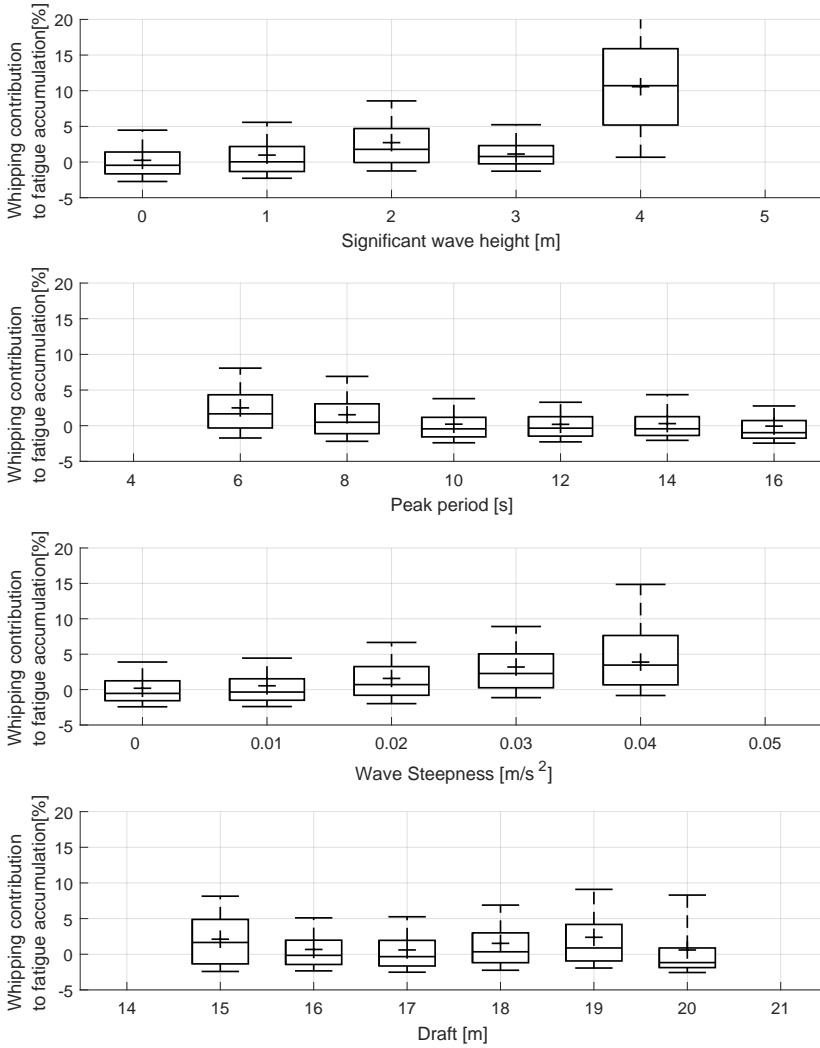 Whipping contribution
to fatigue accumulation[%]
20
15
10
5
0
-5
0 1 2 3 4 5
Significant wave height [m]
Whipping contribution
to fatigue accumulation[%]
20
15
10
5
0
-5
4 6 8 10 12 14 16
Peak period [s]
Whipping contribution
to fatigue accumulation[%]
20
15
10
5
0
-5
0 0.01 0.02 0.03 0.04 0.05
Wave Steepness [m/s²]
Whipping contribution
to fatigue accumulation[%]
20
15
10
5
0
-5
14 15 16 17 18 19 20 21
Draft [m]